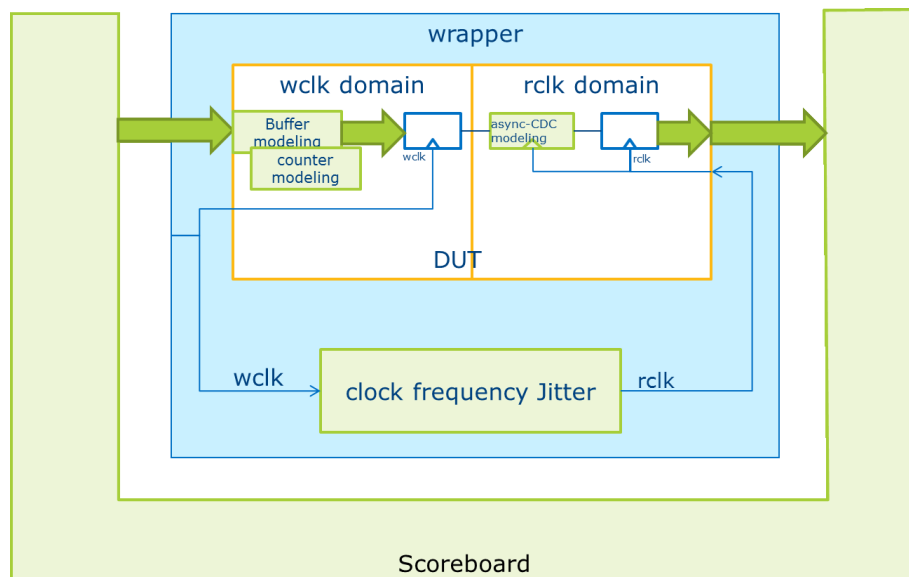 wrapper
wclk domain
rclk domain
Buffer
modeling
counter
modeling
wclk
async-CDC
modeling
rclk
DUT
wclk
clock frequency Jitter
rclk
Scoreboard